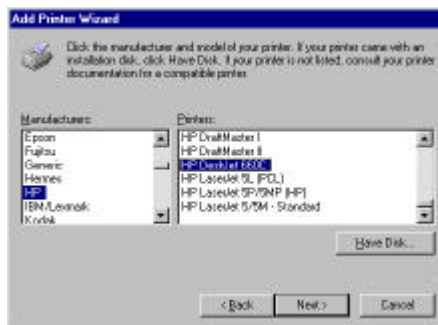 Add Printer Wizard
Click the manufacturer and model of your printer. If your printer came with an
installation disk, click Have Disk. If your printer is not listed, consult your printer
documentation for a compatible printer.
Manufacturers:
Printers:
Epson
Fujitsu
Generic
Hermes
HP
IBM/Lexmark
Kodak
HP DraftMaster I
HP DraftMaster II
HP DeskJet 660C
HP LaserJet 5L (PCL)
HP LaserJet 5P/5MP (HP)
HP LaserJet 5/5M - Standard
Have Disk...
< Back
Next >
Cancel